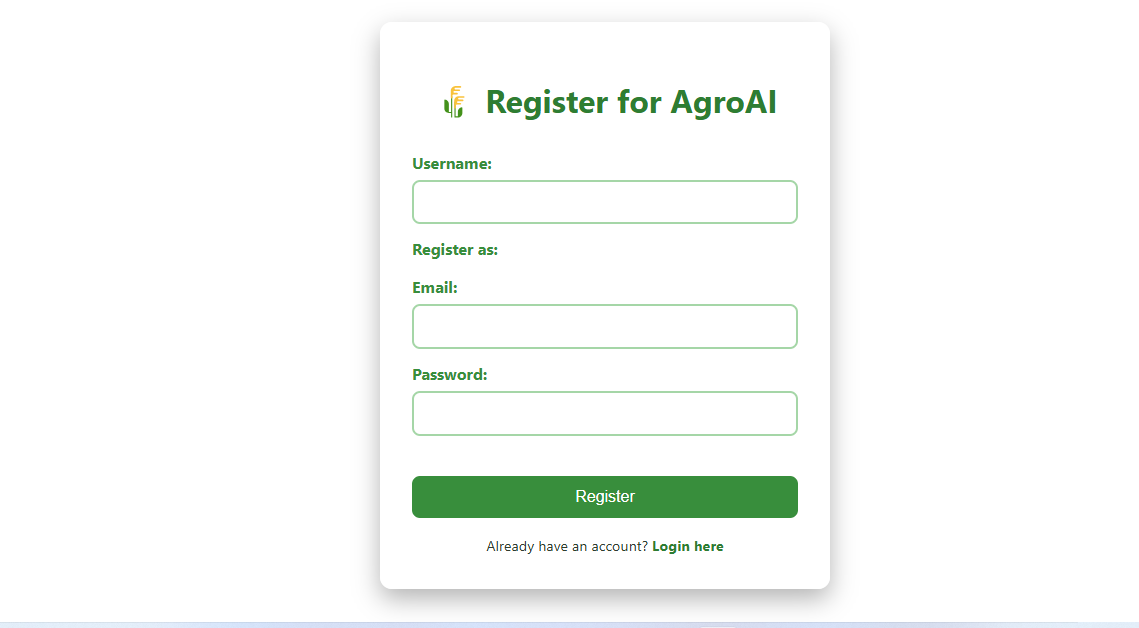 Register for AgroAI
Username:
Register as:
Email:
Password:
Register
Already have an account? Login here